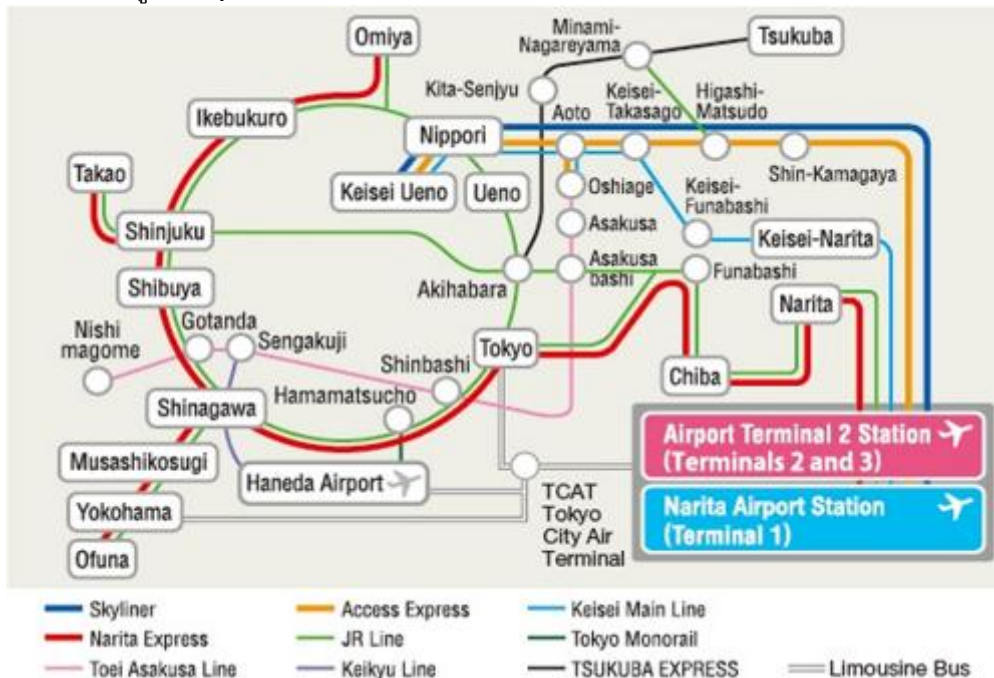 Omiya
Minami-
Nagareyama
Tsukuba
Kita-Senjyu
Keisei-
Takasago
Higashi-
Matsudo
Ikebukuro
Aoto
Nippori
Takao
Keisei Ueno
Ueno
Oshiage
Shin-Kamagaya
Keisei-
Funabashi
Asakusa
Shinjuku
Keisei-Narita
Asakusa
bashi
Shibuya
Akihabara
Funabashi
Narita
Nishi
magome
Gotanda
Sengakuji
Tokyo
Shinbashi
Chiba
Shinagawa
Hamamatsucho
Airport Terminal 2 Station
(Terminals 2 and 3)
Musashikosugi
Haneda Airport
TCAT
Tokyo
City Air
Terminal
Narita Airport Station
(Terminal 1)
Yokohama
Ofuna
Skyliner
Access Express
Keisei Main Line
Narita Express
JR Line
Tokyo Monorail
Toei Asakusa Line
Keikyu Line
TSUKUBA EXPRESS
Limousine Bus